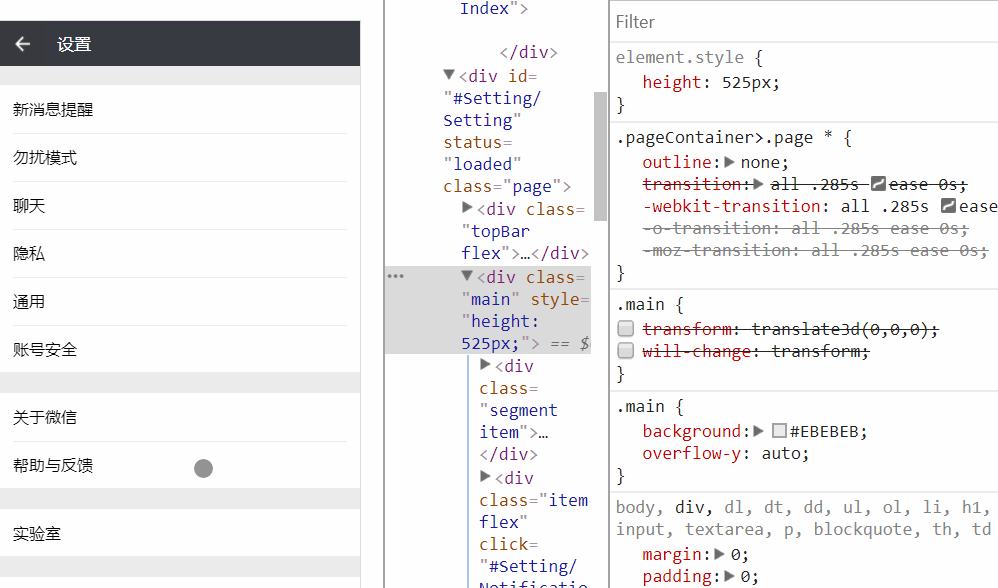 设置
新消息提醒
勿扰模式
聊天
隐私
通用
账号安全
关于微信
帮助与反馈
实验室
Index">
</div>
▼<div id=
"#Setting/
Setting"
status=
"loaded"
class="page">
▶<div class=
"topBar
flex">…</div>
▼<div class=
"main" style=
"height:
525px;"> == $
▶<div
class=
"segment
item">…
</div>
▶<div
class="item
flex"
click=
"#Setting/
Notificatio
Filter
element.style {
height: 525px;
}
.pageContainer>.page * {
outline:▶ none;
transition:▶ all .285s ease 0s;
-webkit-transition: all .285s ease
-o-transition: all .285s ease 0s;
-moz-transition: all .285s ease 0s;
}
.main {
transform: translate3d(0,0,0);
will-change: transform;
}
.main {
background:▶ #EBEBEB;
overflow-y: auto;
}
body, div, dl, dt, dd, ul, ol, li, h1,
input, textarea, p, blockquote, th, td
margin:▶ 0;
padding:▶ 0;